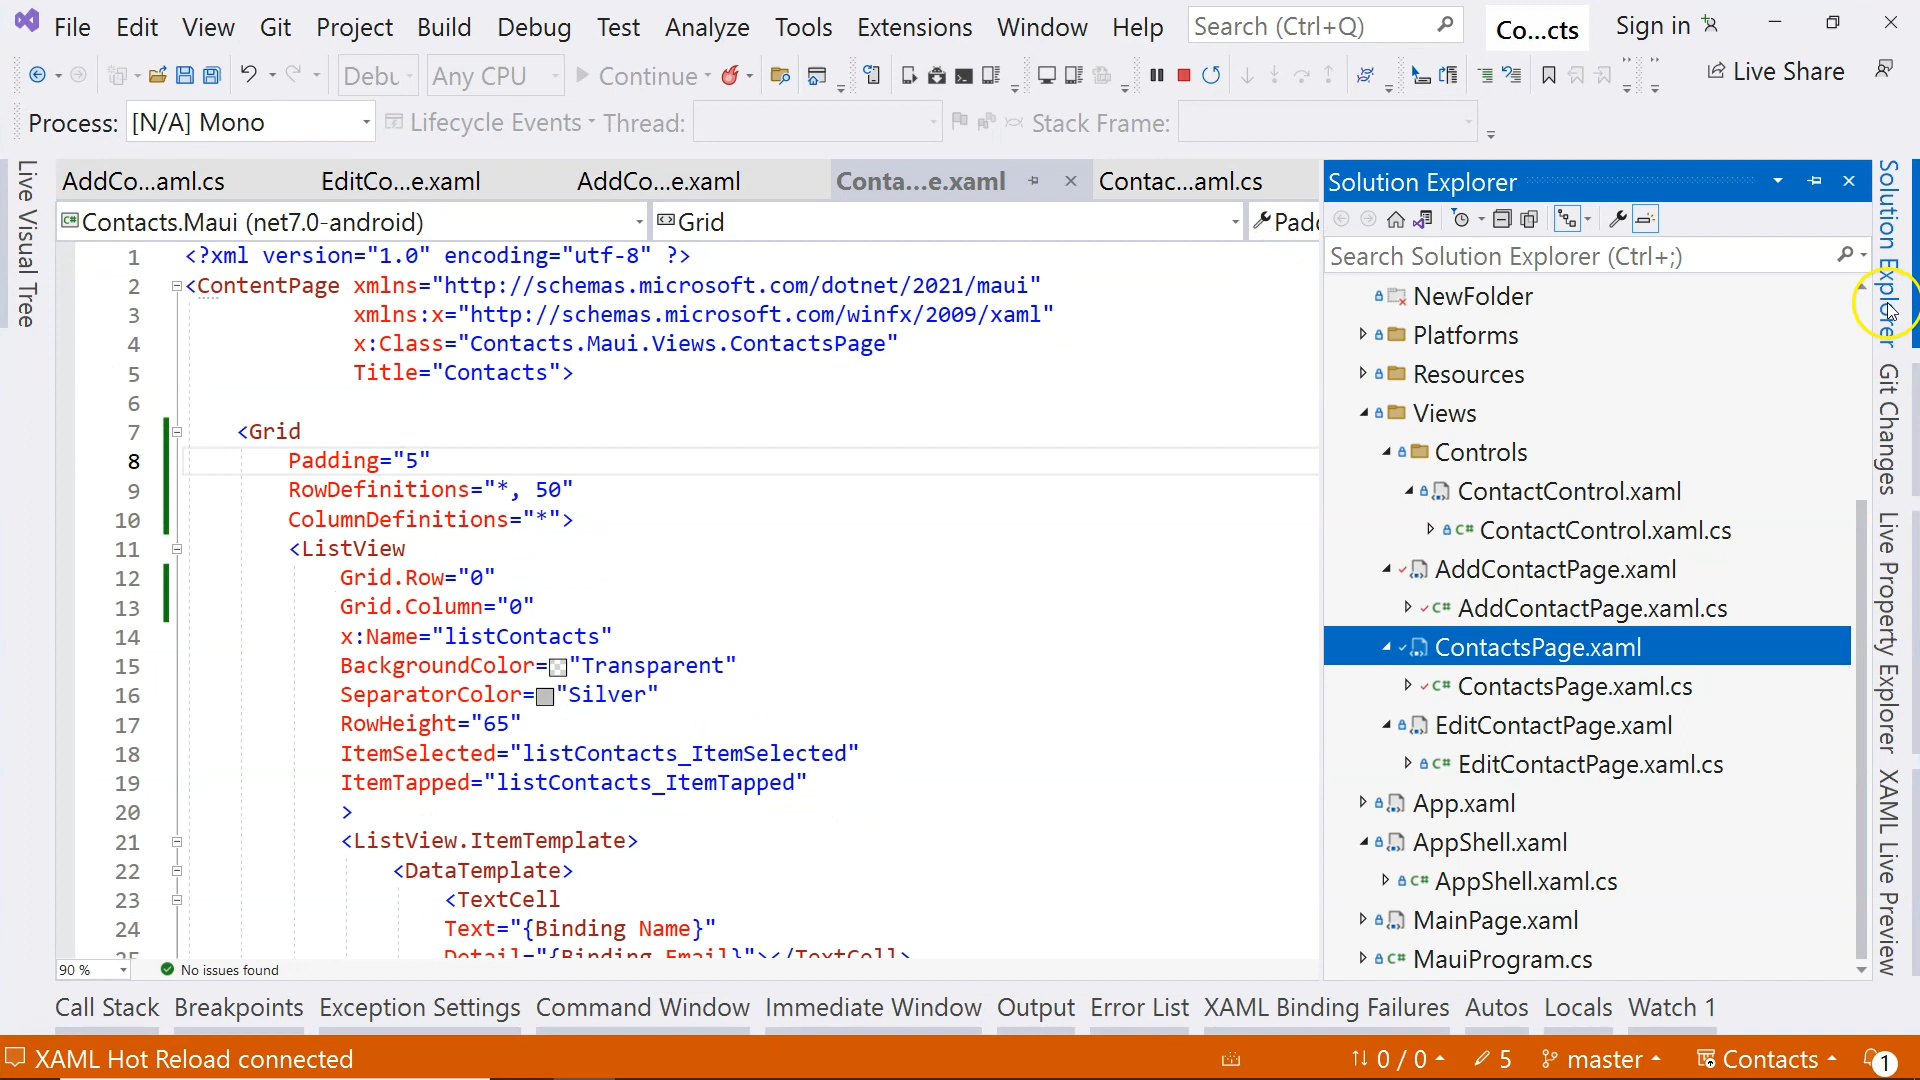 File Edit View Git Project Build Debug Test Analyze Tools Extensions Window Help Search (Ctrl+Q) Co...cts Sign in
Debu Any CPU Continue Live Share
Process: [N/A] Mono Lifecycle Events Thread: Stack Frame:
Live Visual Tree
AddCo...aml.cs EditCo...e.xaml AddCo...e.xaml Conta...e.xaml Contac...aml.cs
Contacts.Maui (net7.0-android) Grid Padd
1 <?xml version="1.0" encoding="utf-8" ?>
2 <ContentPage xmlns="http://schemas.microsoft.com/dotnet/2021/maui"
3 xmlns:x="http://schemas.microsoft.com/winfx/2009/xaml"
4 x:Class="Contacts.Maui.Views.ContactsPage"
5 Title="Contacts">
6
7 <Grid
8 Padding="5"
9 RowDefinitions="*, 50"
10 ColumnDefinitions="*">
11 <ListView
12 Grid.Row="0"
13 Grid.Column="0"
14 x:Name="listContacts"
15 BackgroundColor="Transparent"
16 SeparatorColor="Silver"
17 RowHeight="65"
18 ItemSelected="listContacts_ItemSelected"
19 ItemTapped="listContacts_ItemTapped"
20 >
21 <ListView.ItemTemplate>
22 <DataTemplate>
23 <TextCell
24 Text="{Binding Name}"
25 Detail="{Binding Email}"></TextCell>
90 % No issues found
Solution Explorer
Search Solution Explorer (Ctrl+;)
NewFolder
Platforms
Resources
Views
Controls
ContactControl.xaml
C# ContactControl.xaml.cs
AddContactPage.xaml
C# AddContactPage.xaml.cs
ContactsPage.xaml
C# ContactsPage.xaml.cs
EditContactPage.xaml
C# EditContactPage.xaml.cs
App.xaml
AppShell.xaml
C# AppShell.xaml.cs
MainPage.xaml
C# MauiProgram.cs
Solution Explorer
Git Changes
Live Property Explorer
XAML Live Preview
Call Stack Breakpoints Exception Settings Command Window Immediate Window Output Error List XAML Binding Failures Autos Locals Watch 1
XAML Hot Reload connected 0 / 0 5 master Contacts 1